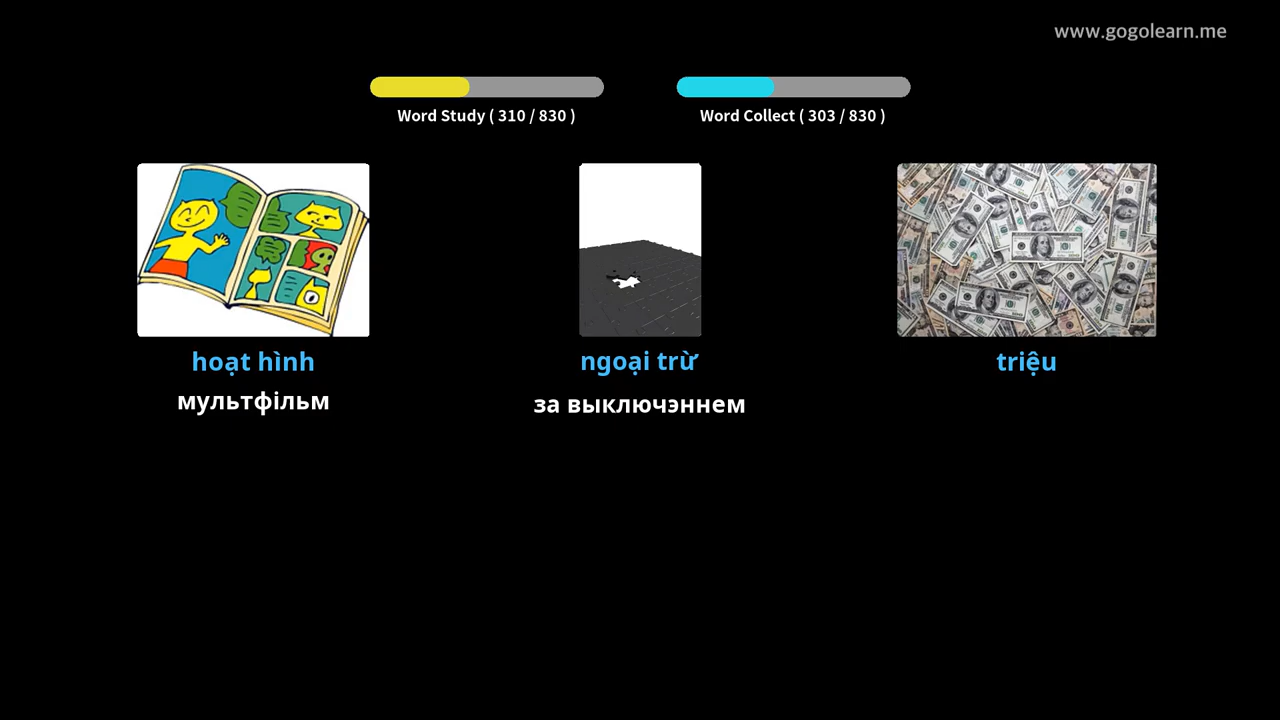 www.gogolearn.me
Word Study ( 310 / 830 )
Word Collect ( 303 / 830 )
hoạt hình
ngoại trừ
triệu
мультфільм
за выключэннем